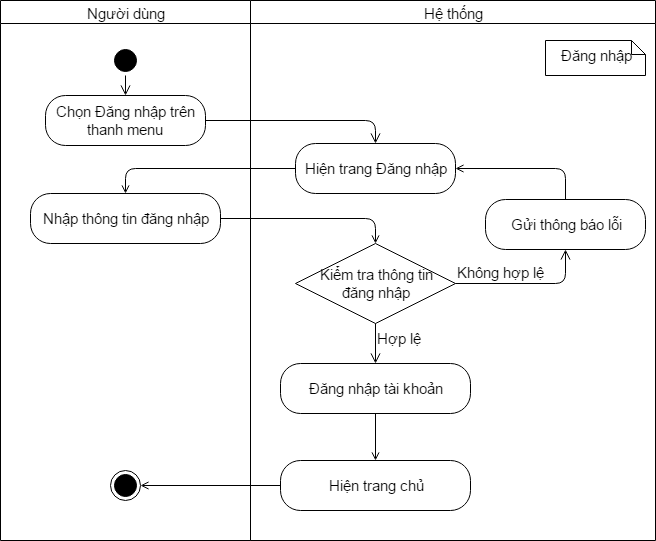 Người dùng
Hệ thống
Đăng nhập
Chọn Đăng nhập trên
thanh menu
Hiện trang Đăng nhập
Nhập thông tin đăng nhập
Gửi thông báo lỗi
Kiểm tra thông tin
đăng nhập
Không hợp lệ
Hợp lệ
Đăng nhập tài khoản
Hiện trang chủ